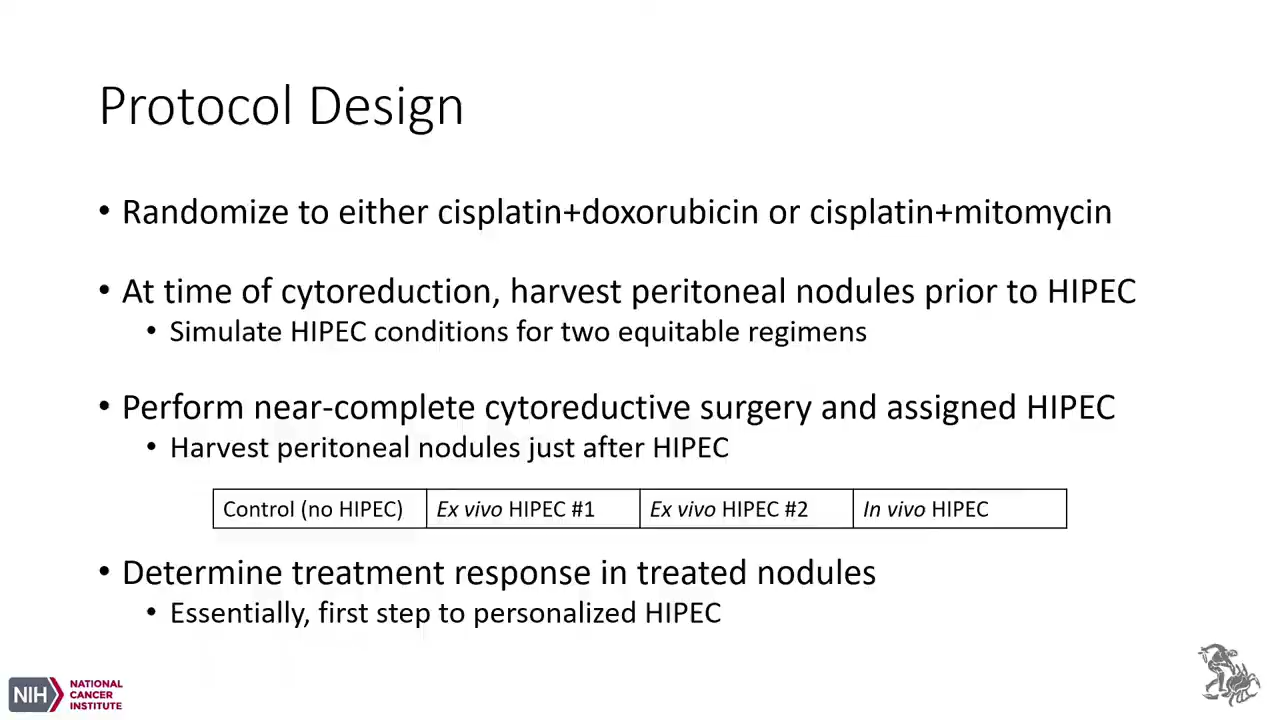 Protocol Design
• Randomize to either cisplatin+doxorubicin or cisplatin+mitomycin
• At time of cytoreduction, harvest peritoneal nodules prior to HIPEC
• Simulate HIPEC conditions for two equitable regimens
• Perform near-complete cytoreductive surgery and assigned HIPEC
• Harvest peritoneal nodules just after HIPEC
Control (no HIPEC) Ex vivo HIPEC #1 Ex vivo HIPEC #2 In vivo HIPEC
• Determine treatment response in treated nodules
• Essentially, first step to personalized HIPEC
NIH NATIONAL
CANCER
INSTITUTE